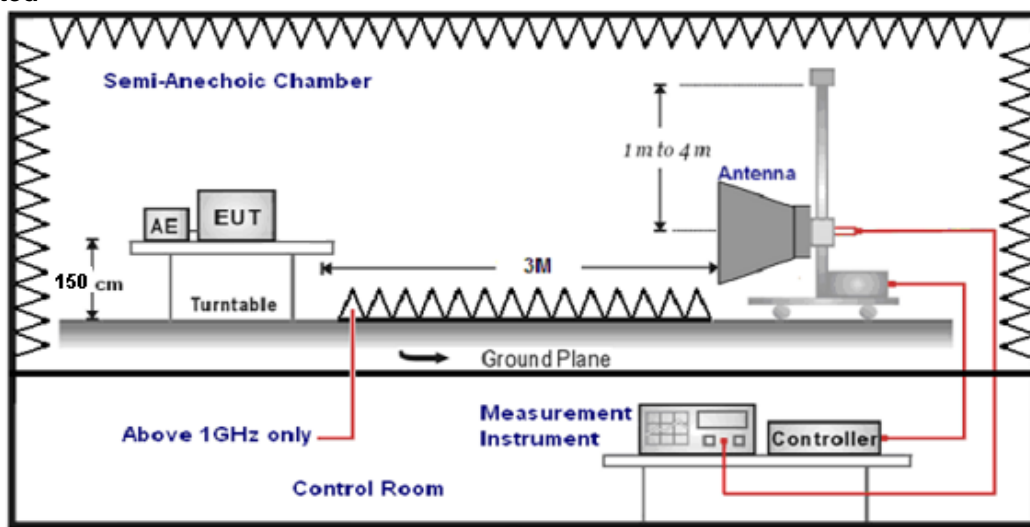 Semi-Anechoic Chamber
1 m to 4 m
Antenna
AE
EUT
3M
150 cm
Turntable
Ground Plane
Above 1GHz only
Measurement
Instrument
Controller
Control Room